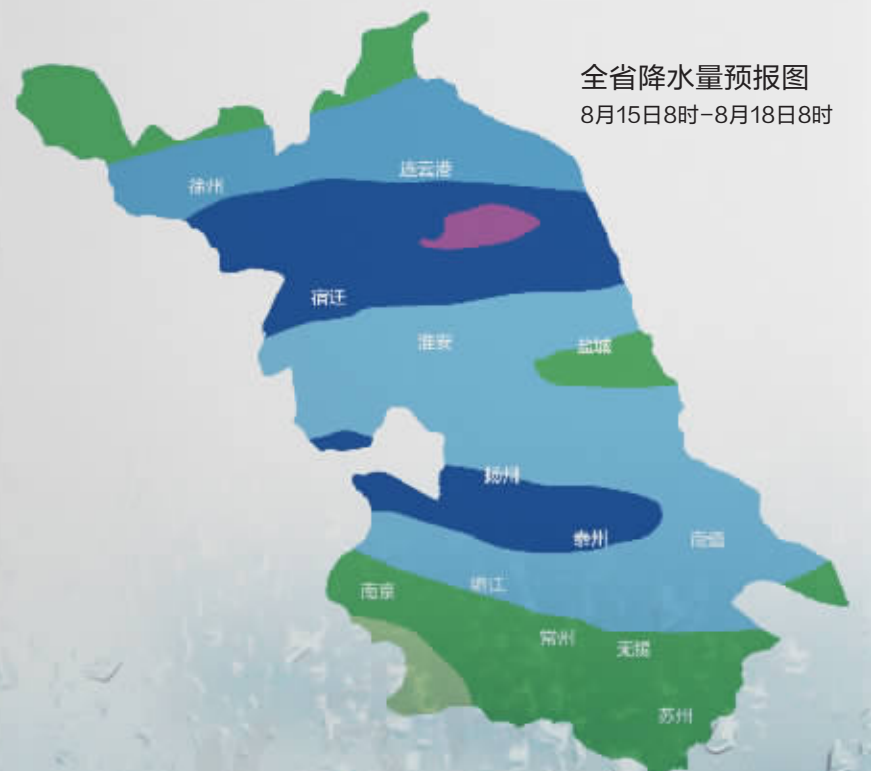 全省降水量预报图
8月15日8时-8月18日8时
连云港
徐州
宿迁
淮安
盐城
扬州
泰州
南通
镇江
南京
常州
无锡
苏州